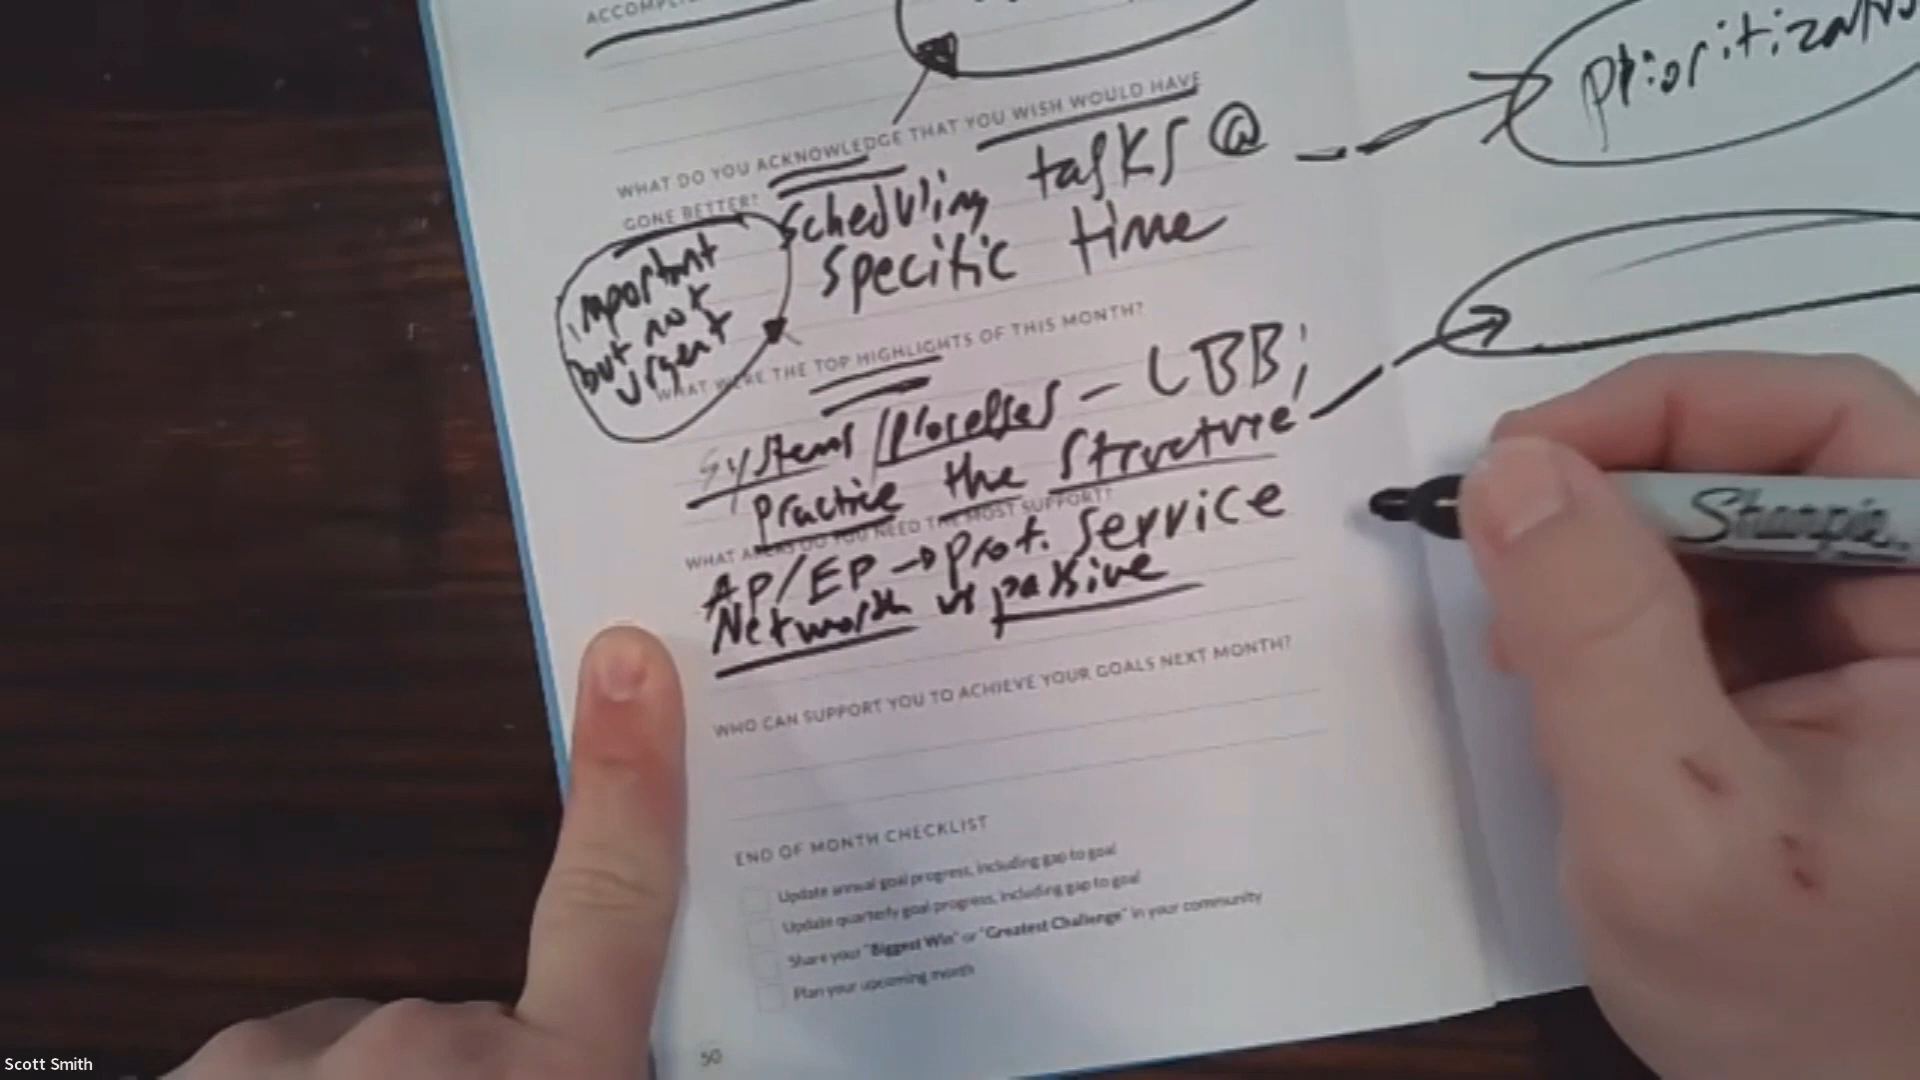 Prioritization
WHAT DO YOU ACKNOWLEDGE THAT YOU WISH WOULD HAVE
GONE BETTER?
Scheduling tasks @
specific time
important
but not
urgent
WHAT WERE THE TOP HIGHLIGHTS OF THIS MONTH?
Systems/processes - LBB;
practice the structure
WHAT AREAS DO YOU NEED THE MOST SUPPORT?
AP/EP → prof. service
Networth vs passive
WHO CAN SUPPORT YOU TO ACHIEVE YOUR GOALS NEXT MONTH?
END OF MONTH CHECKLIST
Update annual goal progress, including gap to goal
Update quarterly goal progress, including gap to goal
Share your "Biggest Win" or "Greatest Challenge" in your community
Plan your upcoming month
50
Sharpie.
Scott Smith